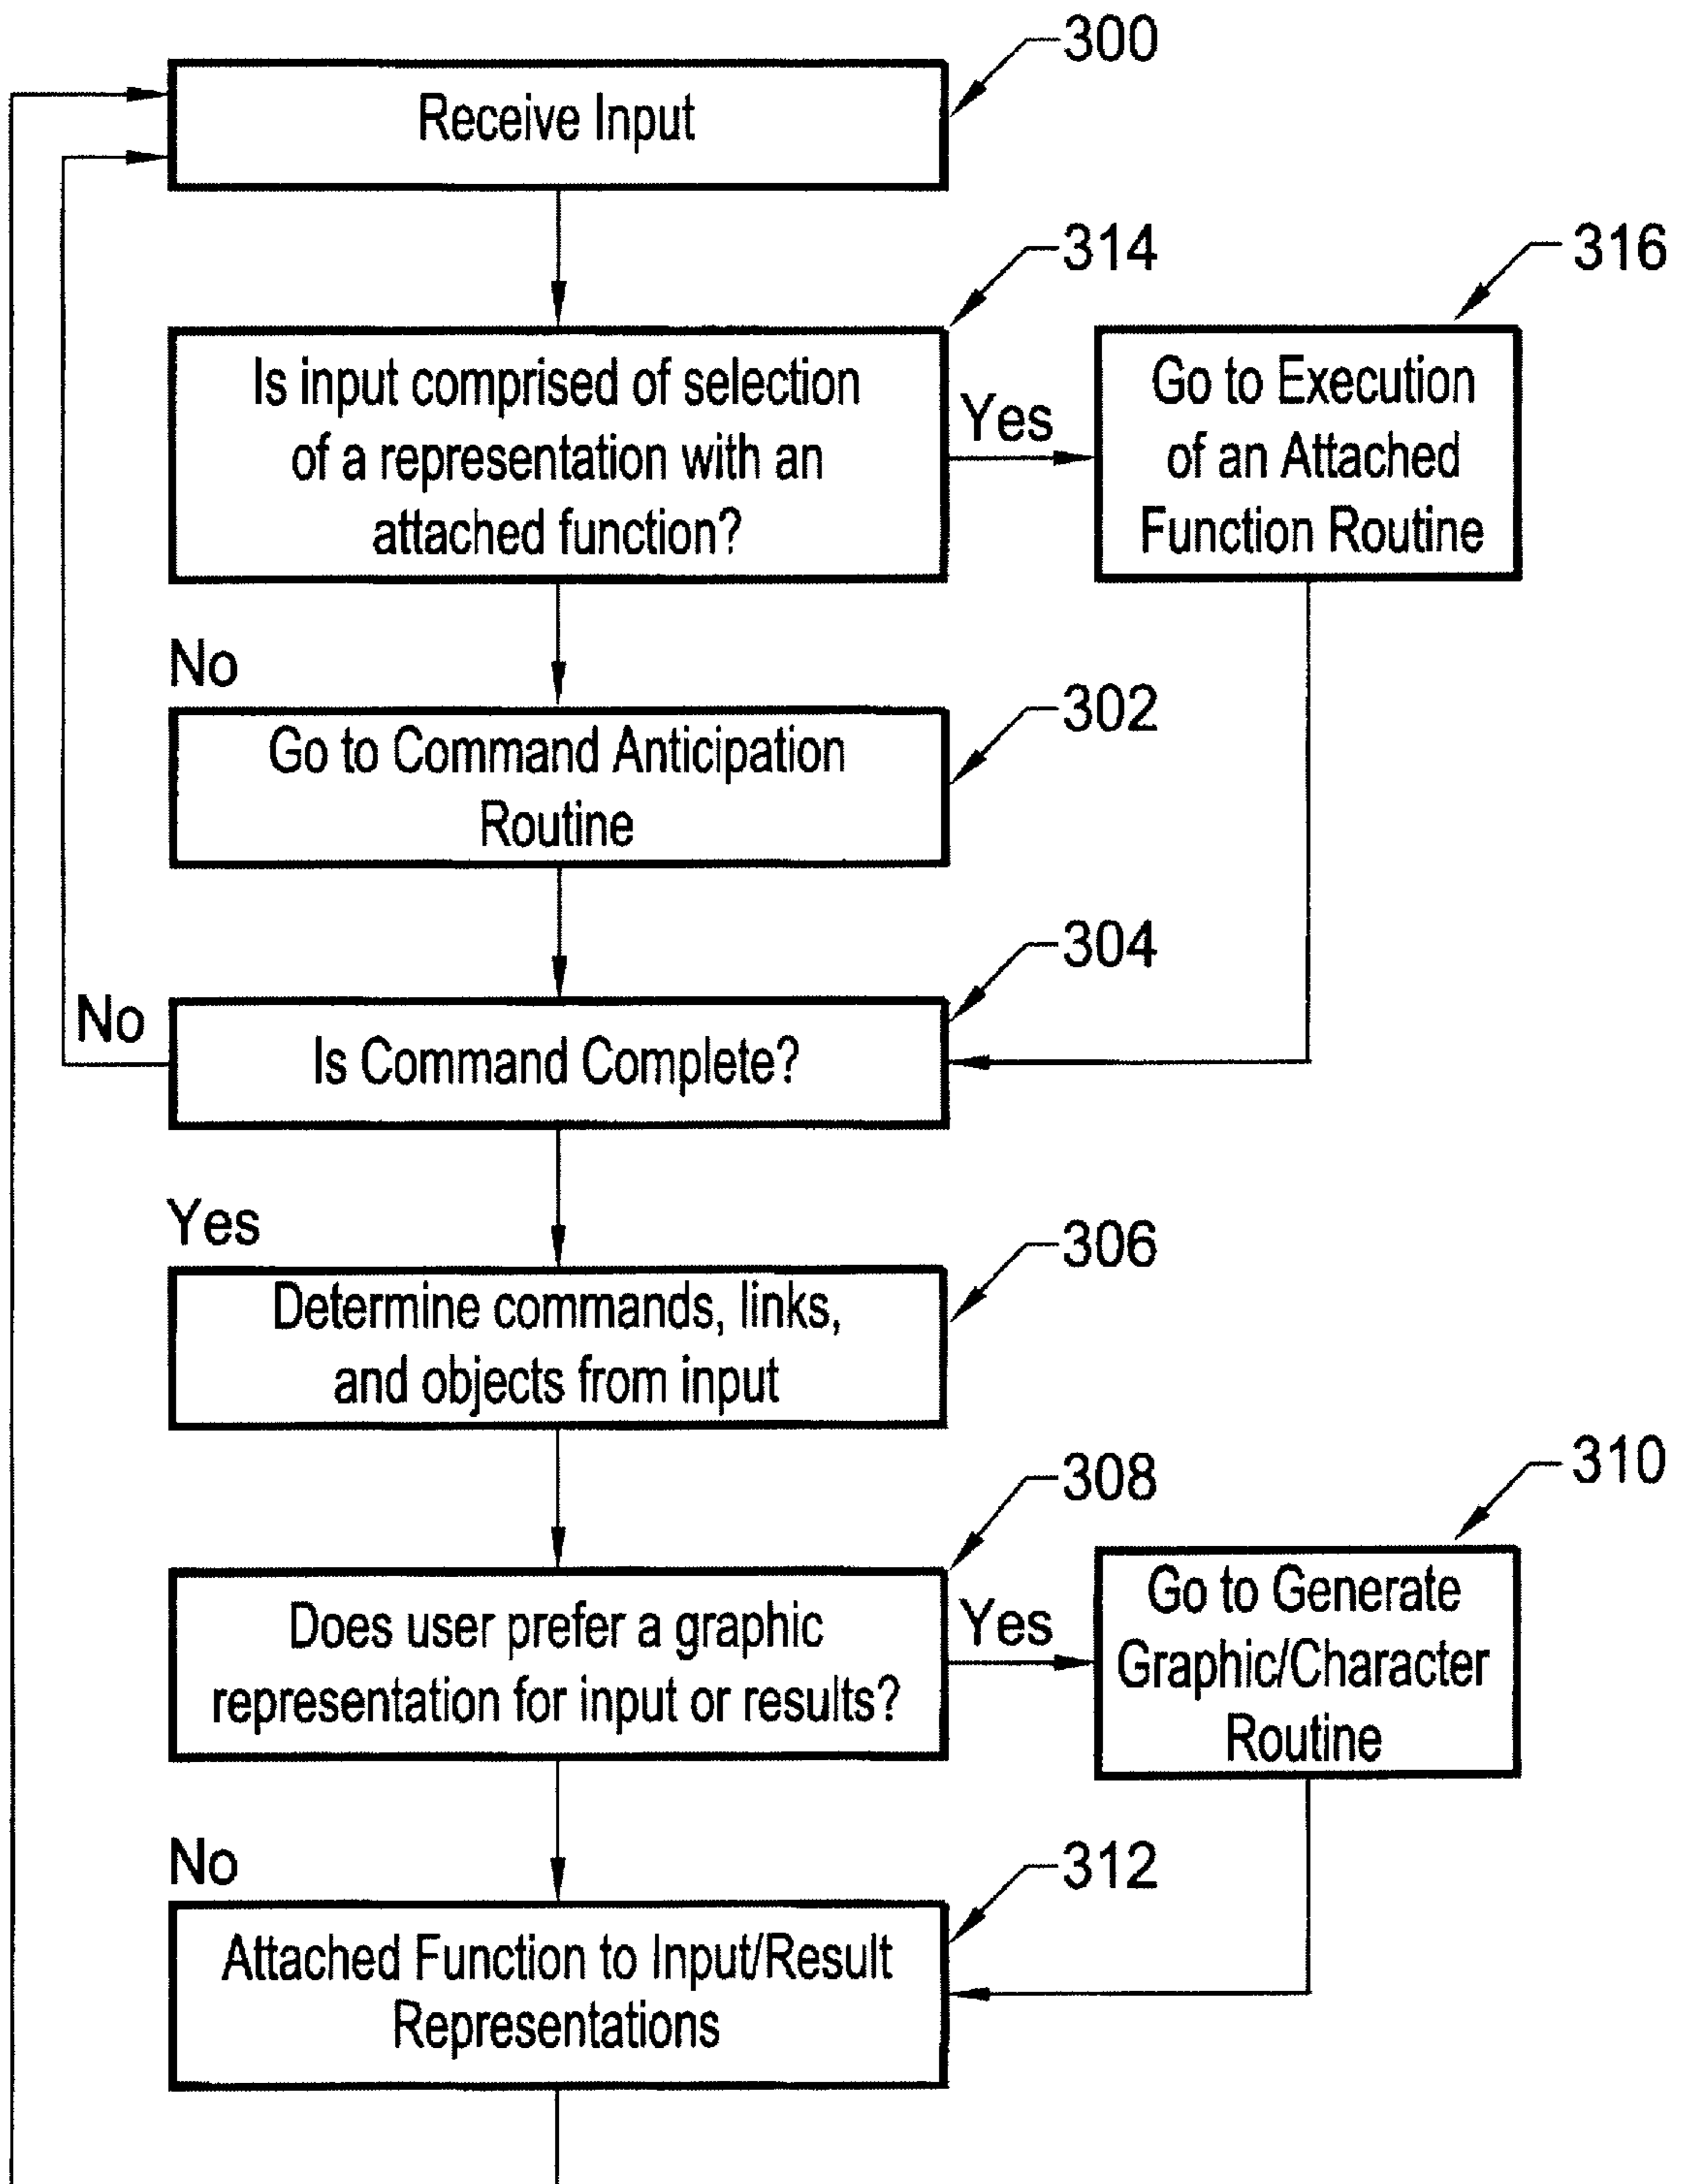 300
Receive Input
314
316
Is input comprised of selection
of a representation with an
attached function?
Yes
Go to Execution
of an Attached
Function Routine
No
302
Go to Command Anticipation
Routine
304
No
Is Command Complete?
Yes
306
Determine commands, links,
and objects from input
308
310
Does user prefer a graphic
representation for input or results?
Yes
Go to Generate
Graphic/Character
Routine
No
312
Attached Function to Input/Result
Representations